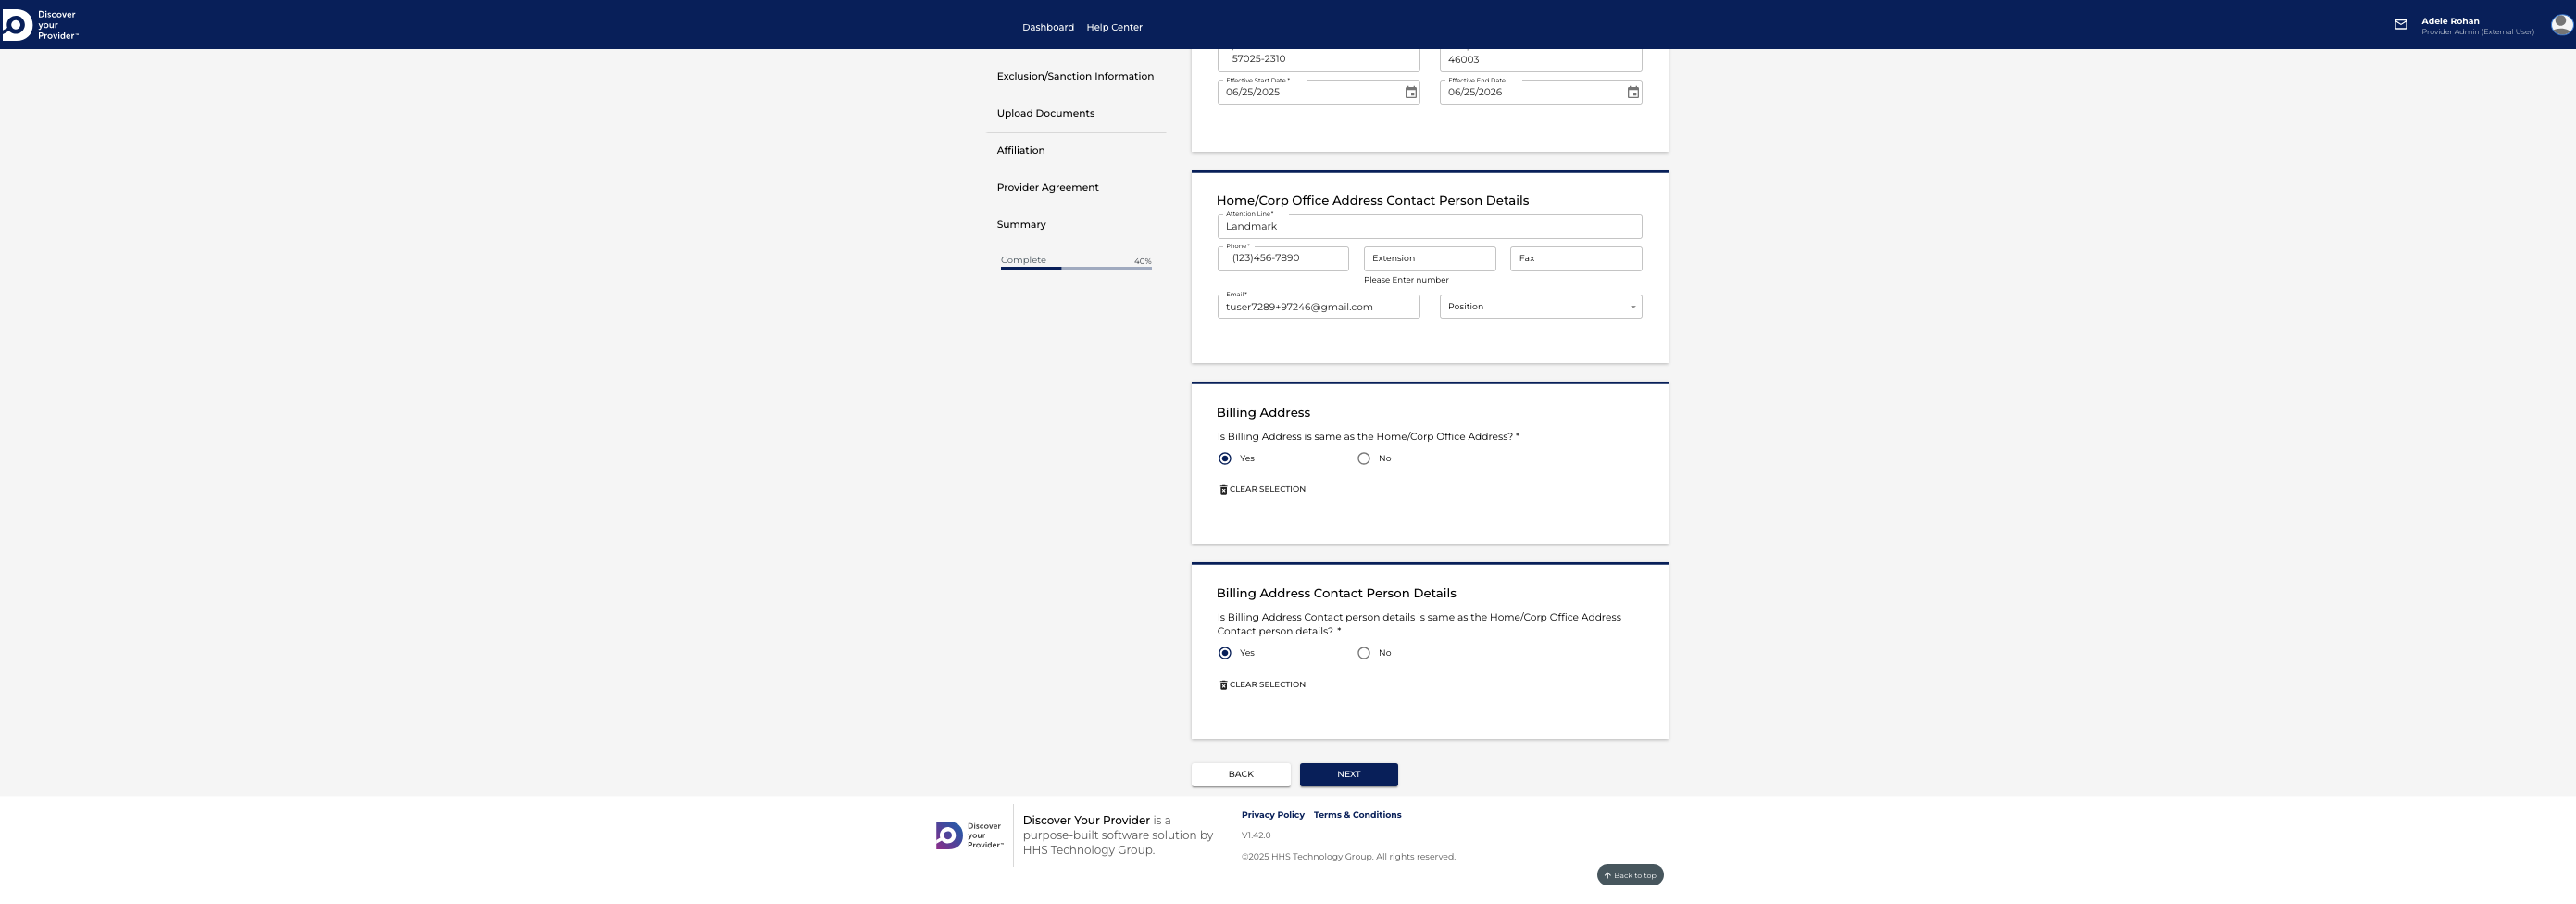 Discover
your
Provider™
Dashboard Help Center
Adele Rohan
Provider Admin (External User)
Exclusion/Sanction Information
Upload Documents
Affiliation
Provider Agreement
Summary
Complete 40%
57025-2310 46003
Effective Start Date * Effective End Date
06/25/2025 06/25/2026
Home/Corp Office Address Contact Person Details
Attention Line *
Landmark
Phone *
(123)456-7890 Extension Fax
Please Enter number
Email *
tuser7289+97246@gmail.com Position
Billing Address
Is Billing Address is same as the Home/Corp Office Address? *
Yes No
CLEAR SELECTION
Billing Address Contact Person Details
Is Billing Address Contact person details is same as the Home/Corp Office Address
Contact person details? *
Yes No
CLEAR SELECTION
BACK NEXT
Discover
your
Provider™
Discover Your Provider is a
purpose-built software solution by
HHS Technology Group.
Privacy Policy Terms & Conditions
V1.42.0
©2025 HHS Technology Group. All rights reserved.
Back to top